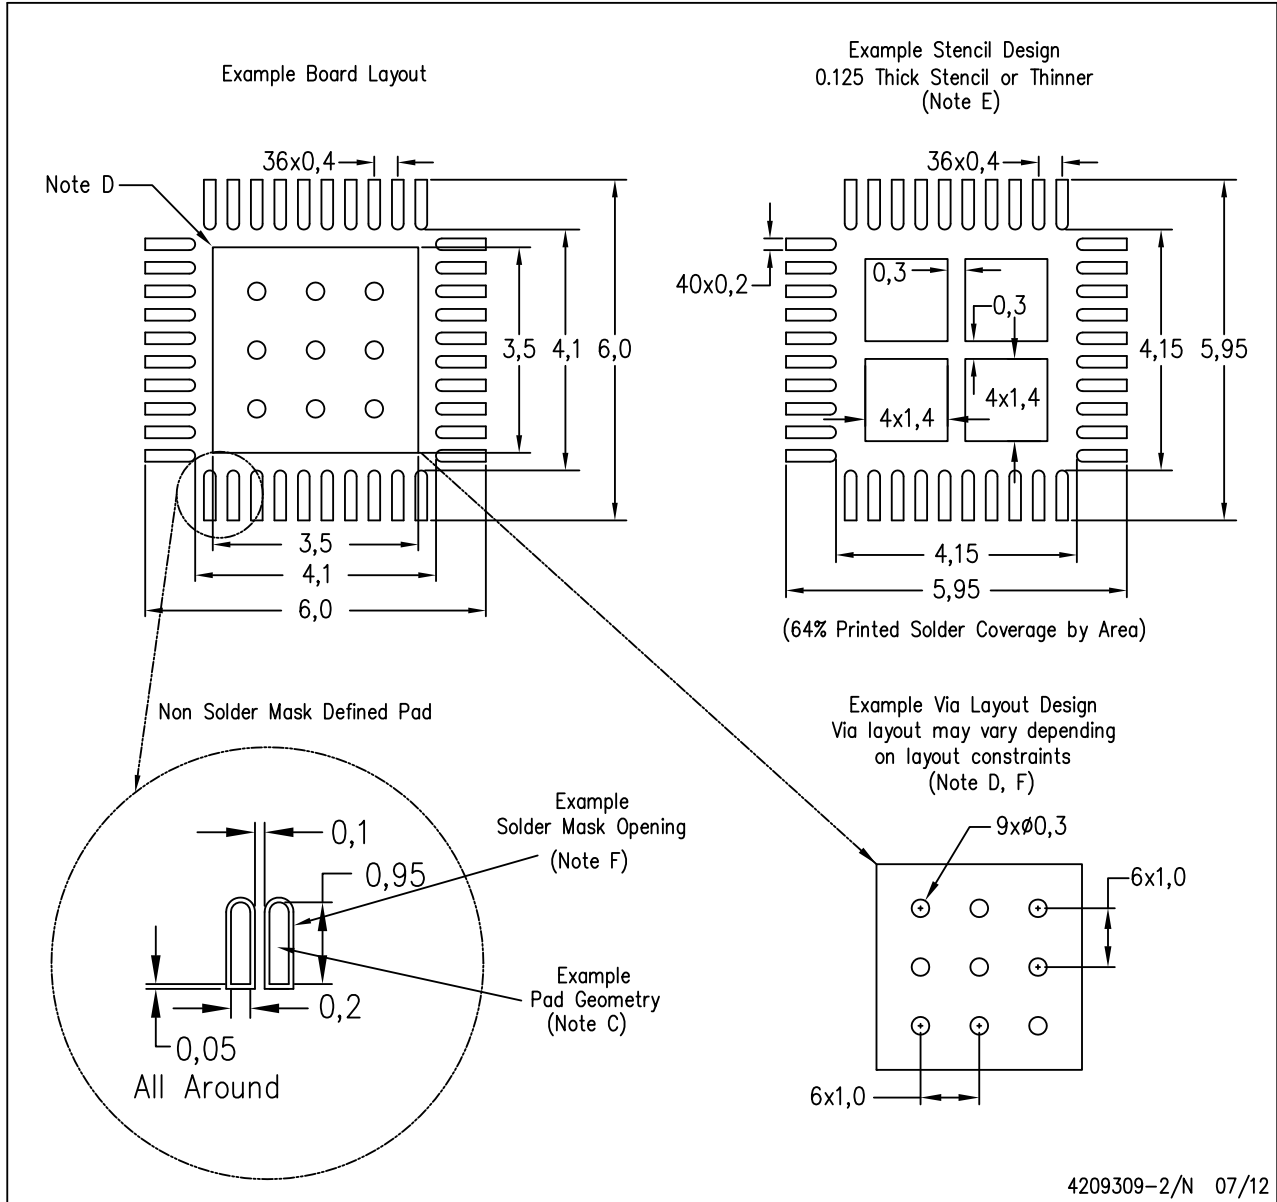 Example Board Layout
36x0,4
Note D
3,5 4,1 6,0
3,5
4,1
6,0
Example Stencil Design
0.125 Thick Stencil or Thinner
(Note E)
36x0,4
40x0,2
0,3
0,3
4x1,4
4x1,4
4,15 5,95
4,15
5,95
(64% Printed Solder Coverage by Area)
Non Solder Mask Defined Pad
0,1
0,95
0,2
0,05
All Around
Example
Solder Mask Opening
(Note F)
Example
Pad Geometry
(Note C)
Example Via Layout Design
Via layout may vary depending
on layout constraints
(Note D, F)
9xø0,3
6x1,0
6x1,0
4209309-2/N 07/12